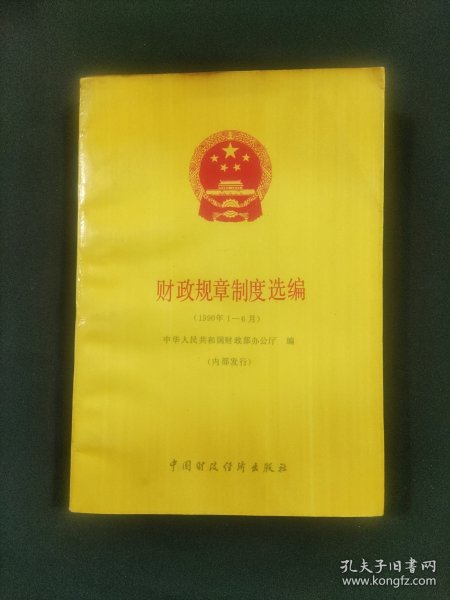 财政规章制度选编
(1990年1—6月)
中华人民共和国财政部办公厅 编
(内部发行)
中国财政经济出版社
孔夫子旧书网
www.kongfz.com